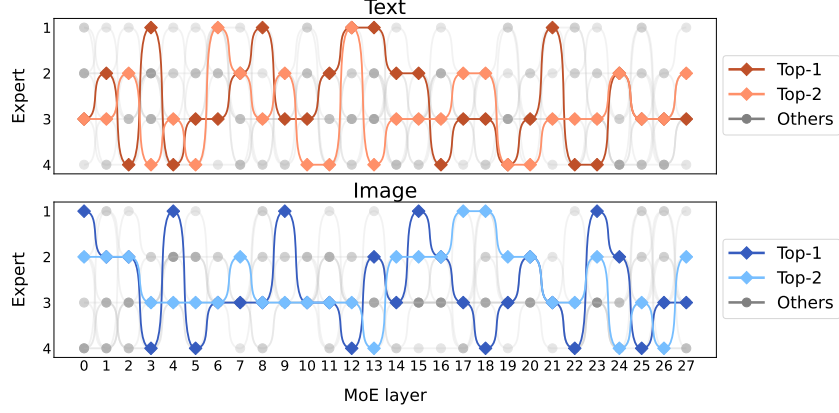 Text
Expert
1
2
3
4
Top-1
Top-2
Others
Image
Expert
1
2
3
4
Top-1
Top-2
Others
0 1 2 3 4 5 6 7 8 9 10 11 12 13 14 15 16 17 18 19 20 21 22 23 24 25 26 27
MoE layer